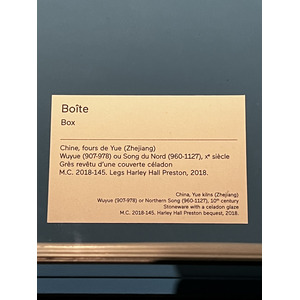 Boîte
Box
Chine, fours de Yue (Zhejiang)
Wuyue (907-978) ou Song du Nord (960-1127), xᵉ siècle
Grès revêtu d'une couverte céladon
M.C. 2018-145. Legs Harley Hall Preston, 2018.
China, Yue kilns (Zhejiang)
Wuyue (907-978) or Northern Song (960-1127), 10ᵗʰ century
Stoneware with a celadon glaze
M.C. 2018-145. Harley Hall Preston bequest, 2018.